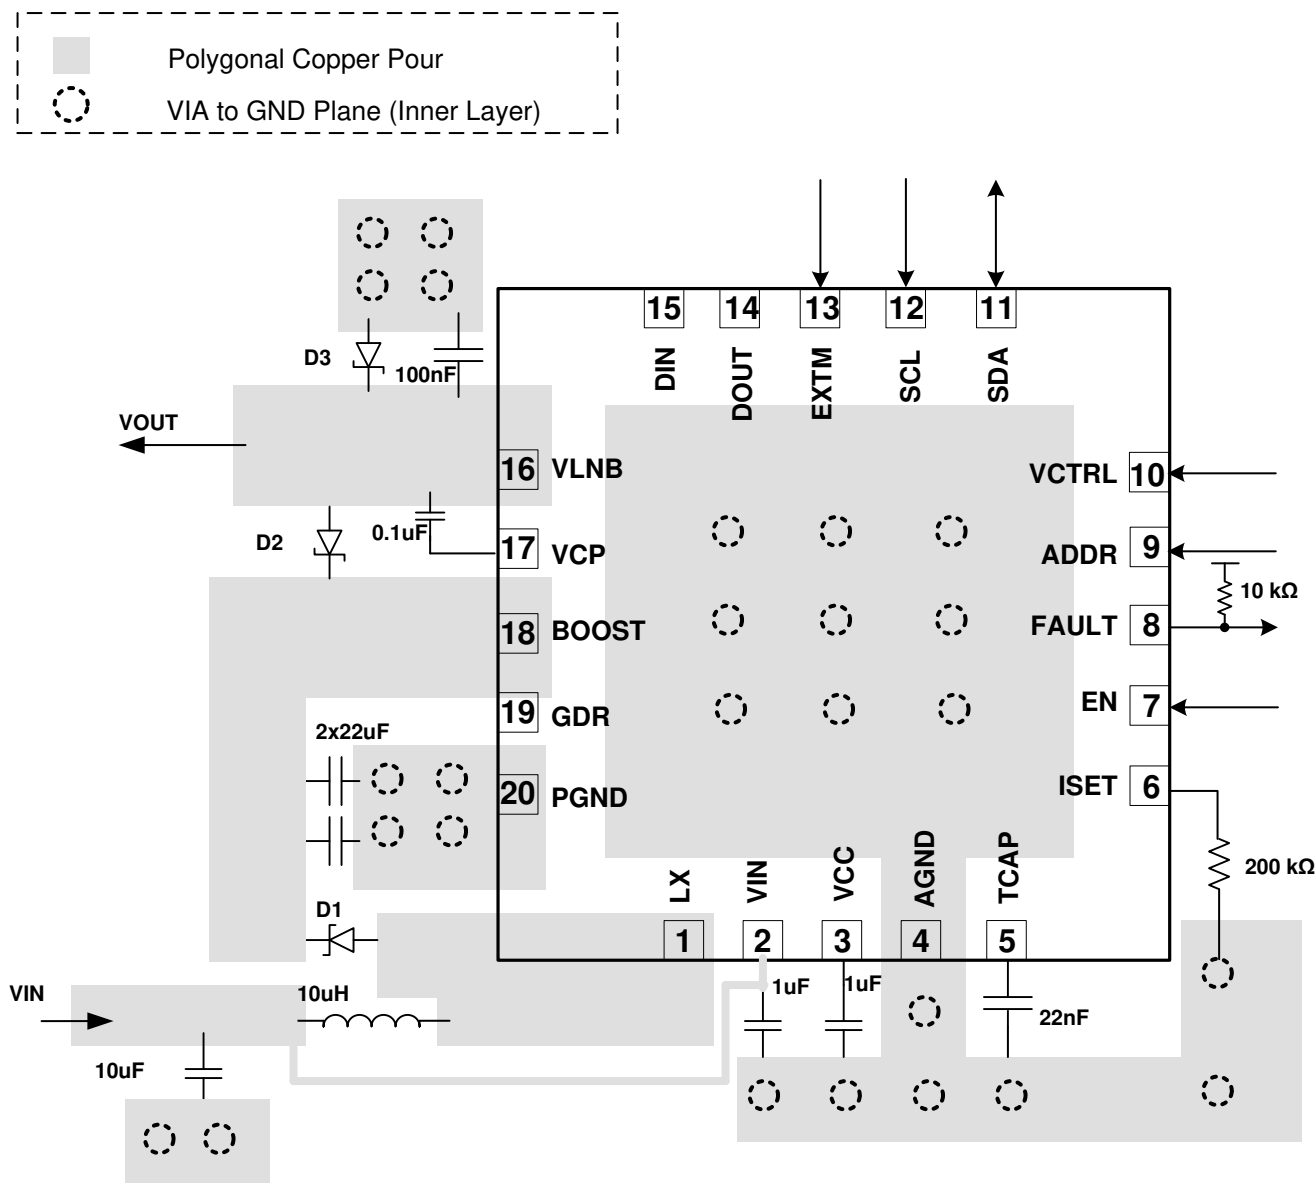 Polygonal Copper Pour
VIA to GND Plane (Inner Layer)
15
14
13
12
11
DIN
DOUT
EXTM
SCL
SDA
D3
100nF
VOUT
16 VLNB
VCTRL 10
D2
0.1uF
17 VCP
ADDR 9
10 kΩ
18 BOOST
FAULT 8
19 GDR
EN 7
2x22uF
20 PGND
ISET 6
200 kΩ
LX
VIN
VCC
AGND
TCAP
D1
1
2
3
4
5
VIN
10uH
1uF
1uF
22nF
10uF